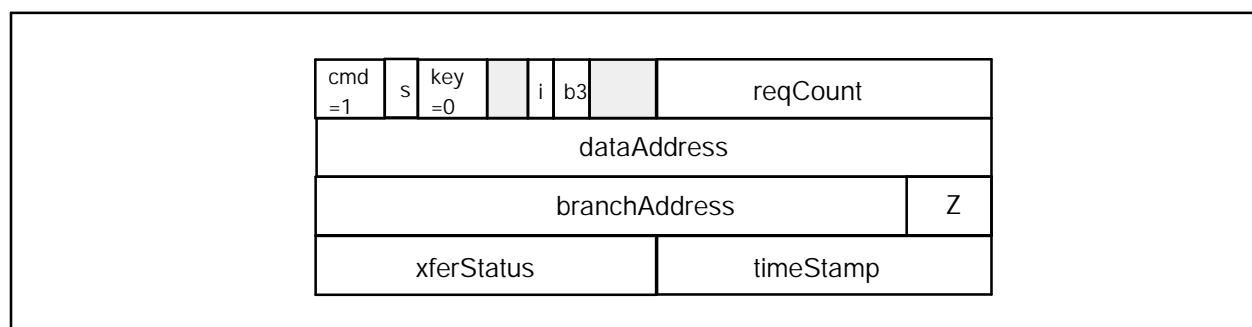 cmd =1 s key =0 i b3 reqCount
dataAddress
branchAddress Z
xferStatus timeStamp